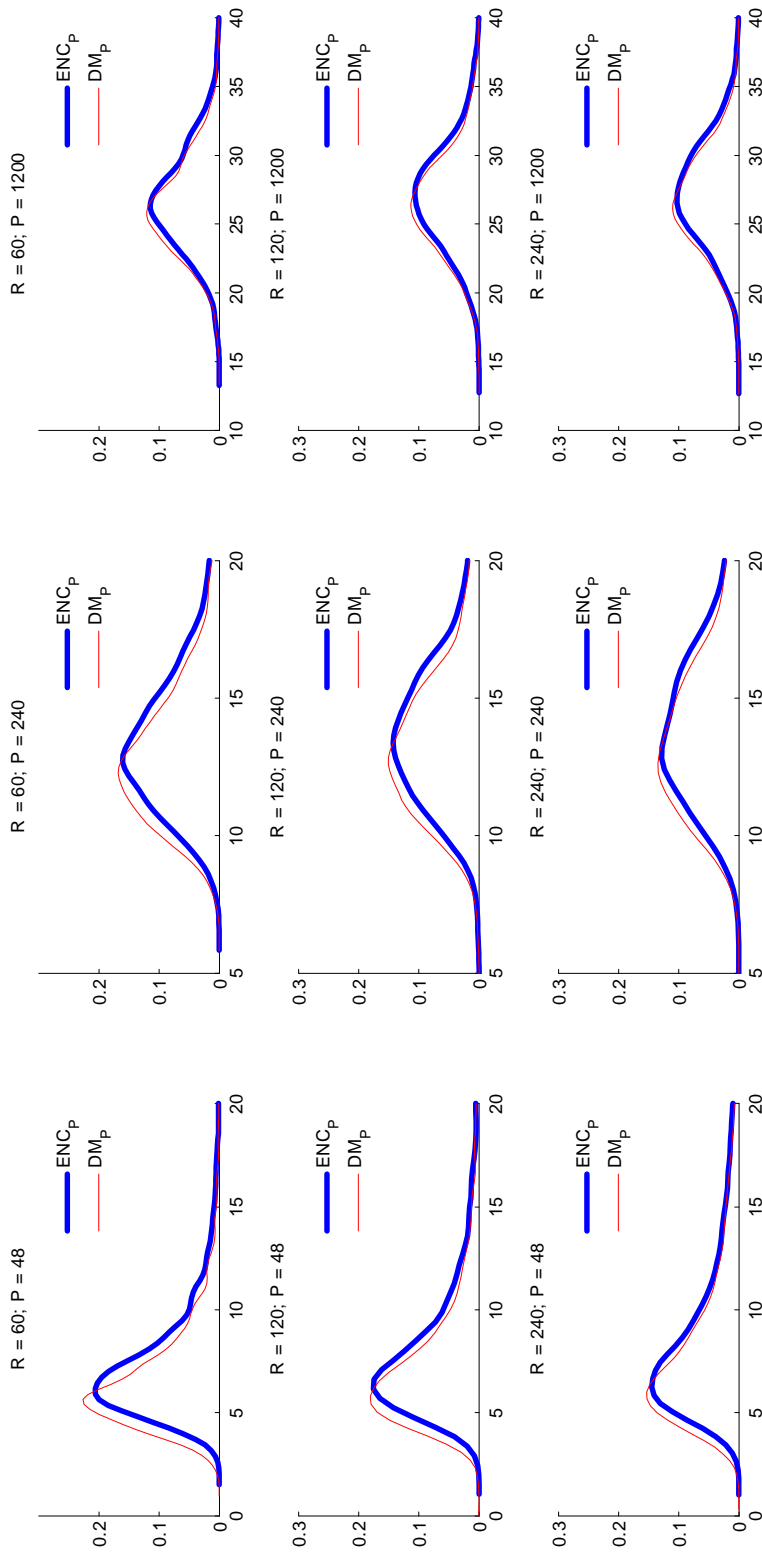 R = 60; P = 48
ENC_P
DM_P
0.2
0.1
0
0 5 10 15 20
R = 60; P = 240
ENC_P
DM_P
0.2
0.1
0
5 10 15 20
R = 60; P = 1200
ENC_P
DM_P
0.2
0.1
0
10 15 20 25 30 35 40
R = 120; P = 48
0.3
ENC_P
DM_P
0.2
0.1
0
0 5 10 15 20
R = 120; P = 240
0.3
ENC_P
DM_P
0.2
0.1
0
5 10 15 20
R = 120; P = 1200
0.3
ENC_P
DM_P
0.2
0.1
0
10 15 20 25 30 35 40
R = 240; P = 48
0.3
ENC_P
DM_P
0.2
0.1
0
0 5 10 15 20
R = 240; P = 240
0.3
ENC_P
DM_P
0.2
0.1
0
5 10 15 20
R = 240; P = 1200
0.3
ENC_P
DM_P
0.2
0.1
0
10 15 20 25 30 35 40